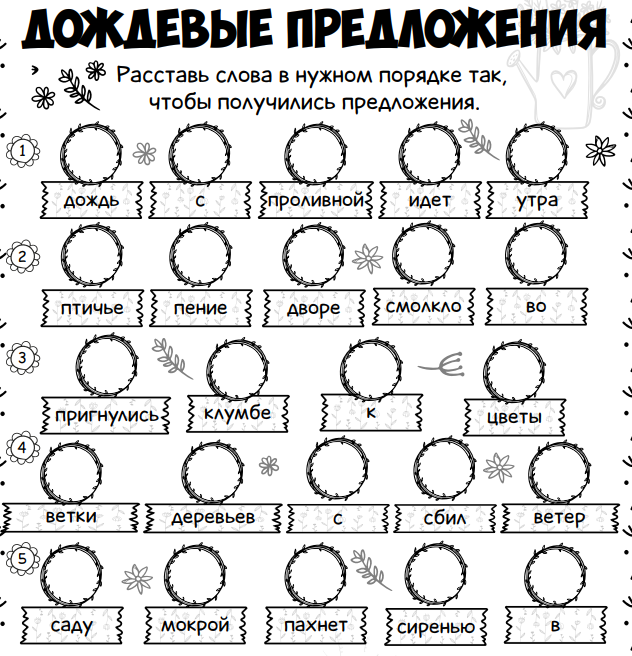 ДОЖДЕВЫЕ ПРЕДЛОЖЕНИЯ
Расставь слова в нужном порядке так,
чтобы получились предложения.
1
дождь с проливной идет утра
2
птичье пение дворе смолкло во
3
пригнулись клумбе к цветы
4
ветки деревьев с сбил ветер
5
саду мокрой пахнет сиренью в